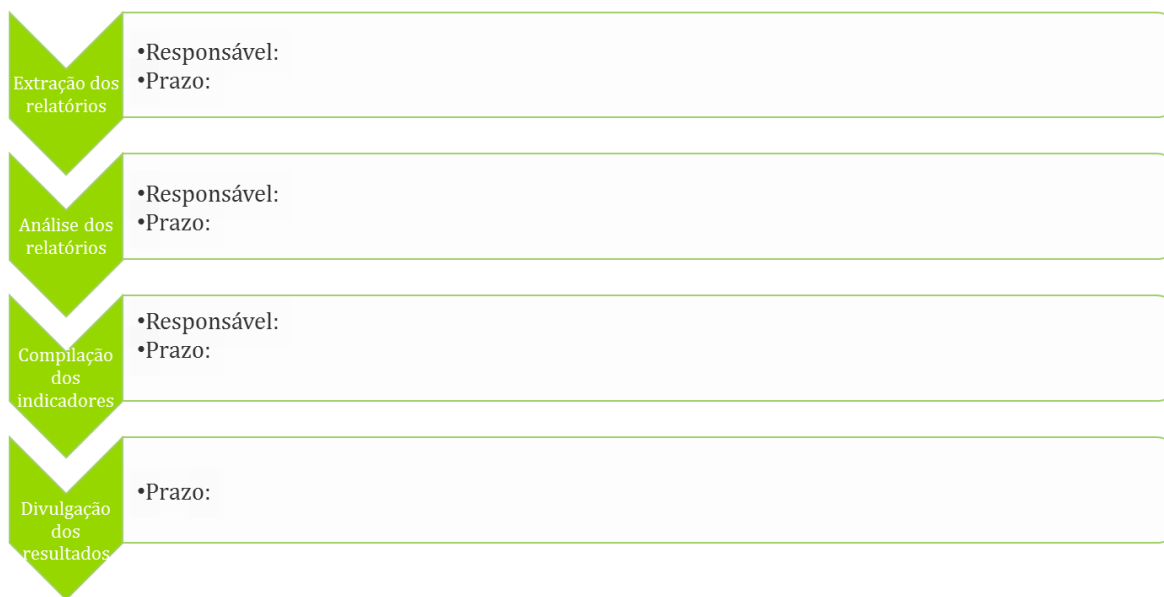 Extração dos
relatórios
•Responsável:
•Prazo:
Análise dos
relatórios
•Responsável:
•Prazo:
Compilação
dos
indicadores
•Responsável:
•Prazo:
Divulgação
dos
resultados
•Prazo: